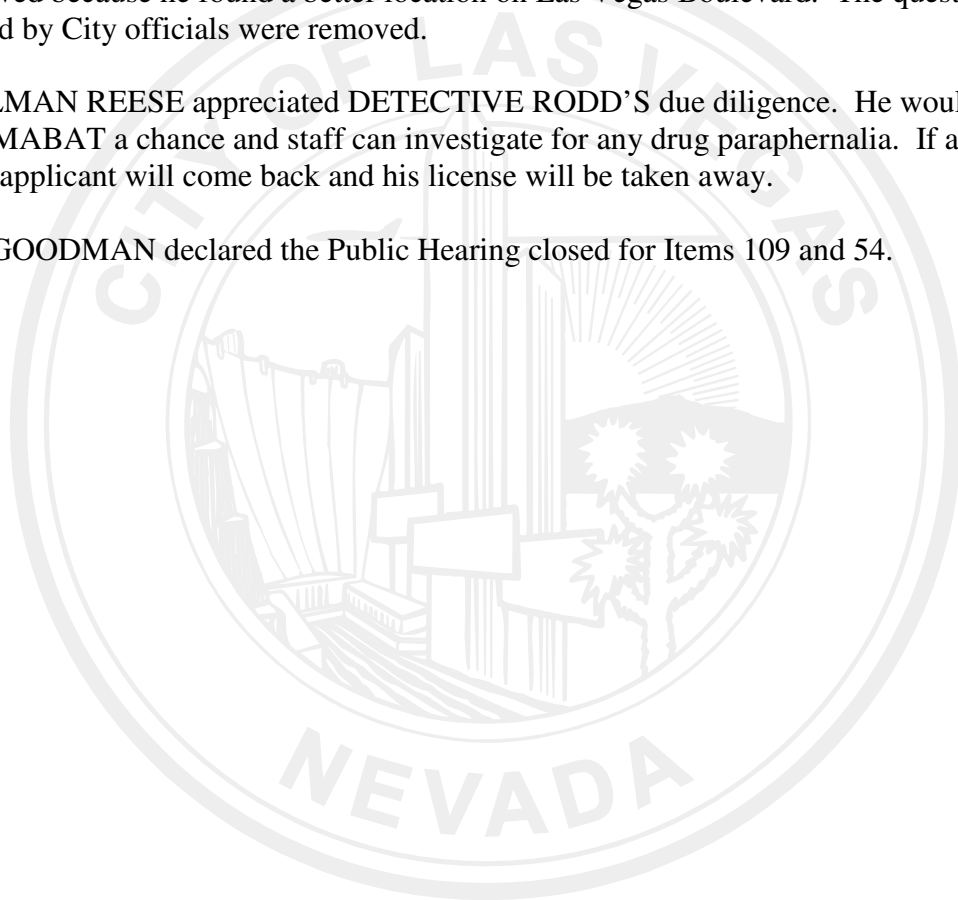 ved because he found a better location on Las Vegas Boulevard. The ques
d by City officials were removed.
LMAN REESE appreciated DETECTIVE RODD'S due diligence. He woul
MABAT a chance and staff can investigate for any drug paraphernalia. If a
applicant will come back and his license will be taken away.
GOODMAN declared the Public Hearing closed for Items 109 and 54.
CITY OF LAS VEGAS
NEVADA